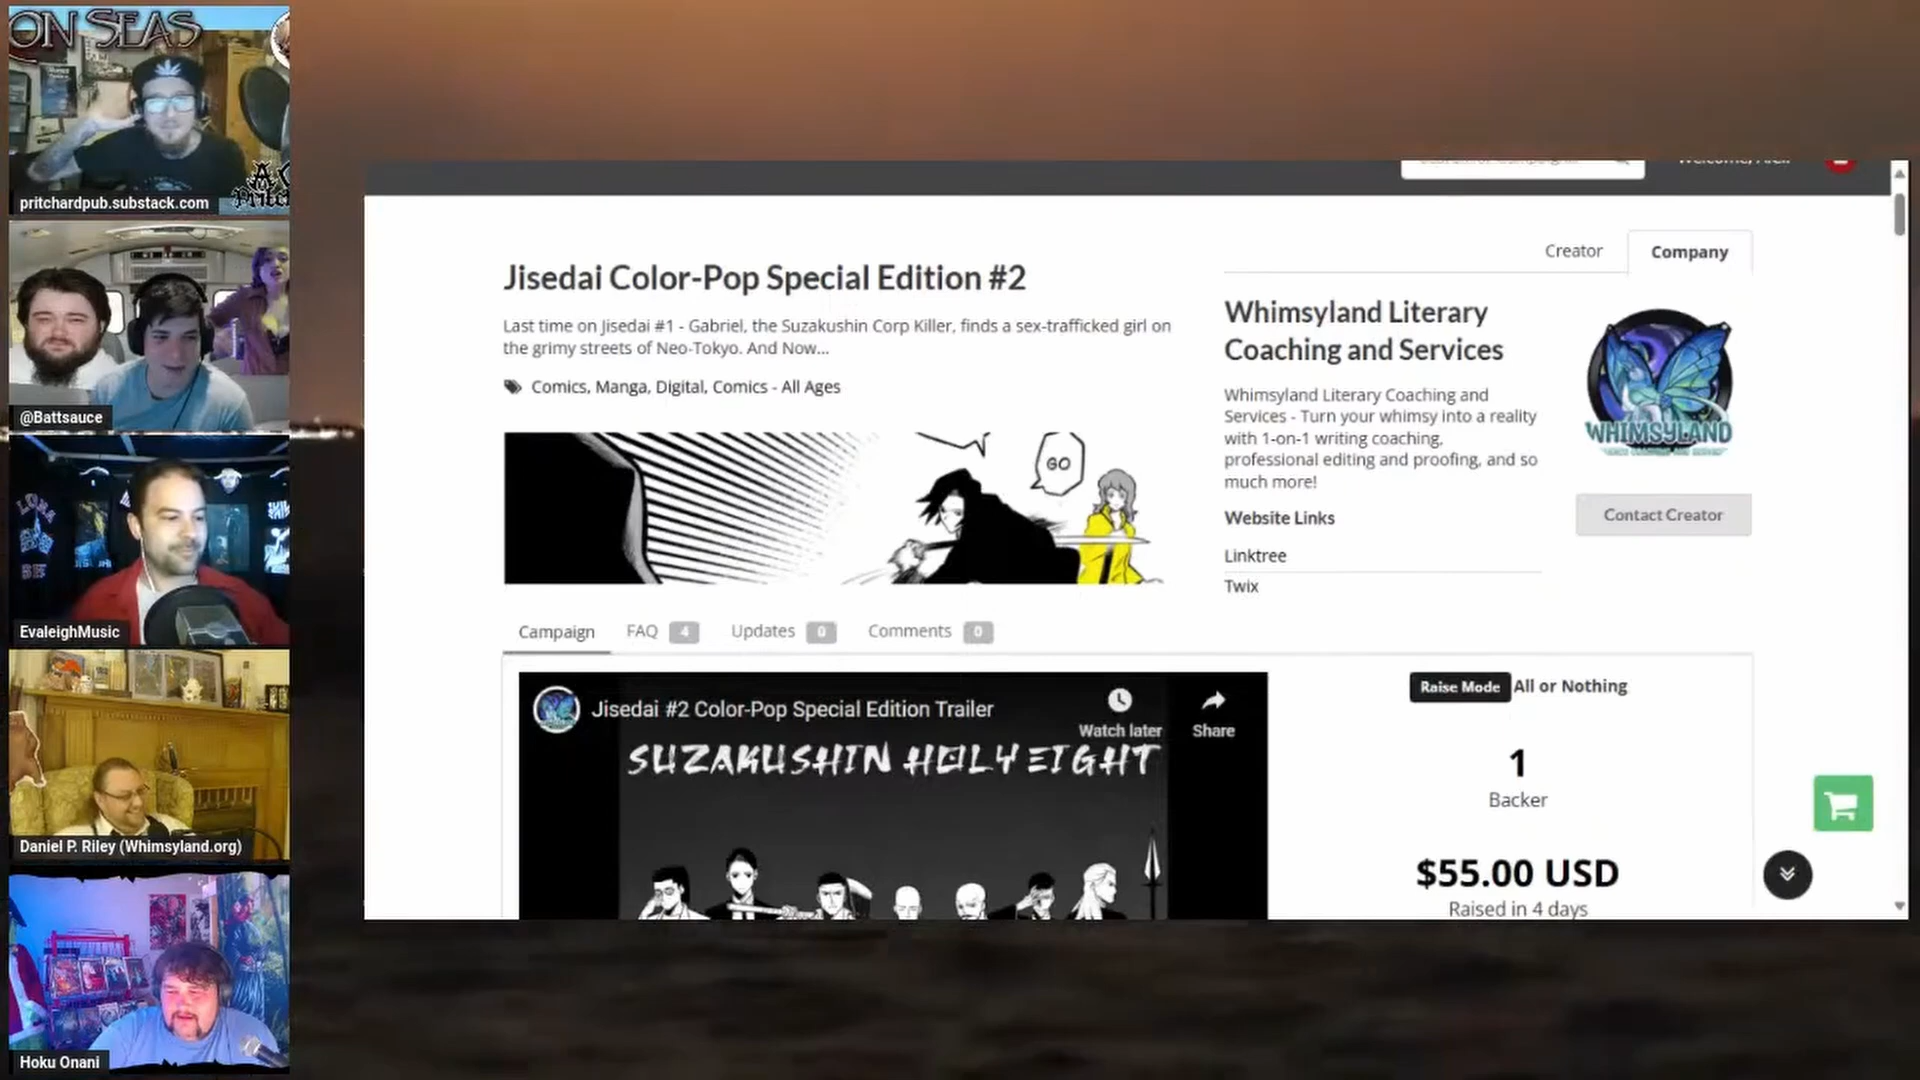 ON SEAS
pritchardpub.substack.com
@Battsauce
EvaleighMusic
Daniel P. Riley (Whimsyland.org)
Hoku Onani
Jisedai Color-Pop Special Edition #2
Last time on Jisedai #1 - Gabriel, the Suzakushin Corp Killer, finds a sex-trafficked girl on
the grimy streets of Neo-Tokyo. And Now...
Comics, Manga, Digital, Comics - All Ages
GO
Creator
Company
Whimsyland Literary
Coaching and Services
Whimsyland Literary Coaching and
Services - Turn your whimsy into a reality
with 1-on-1 writing coaching,
professional editing and proofing, and so
much more!
Website Links
Linktree
Twix
WHIMSYLAND
Contact Creator
Campaign
FAQ 4
Updates 0
Comments 0
Jisedai #2 Color-Pop Special Edition Trailer
Watch later
Share
SUZAKUSHIN HOLY EIGHT
Raise Mode All or Nothing
1
Backer
$55.00 USD
Raised in 4 days